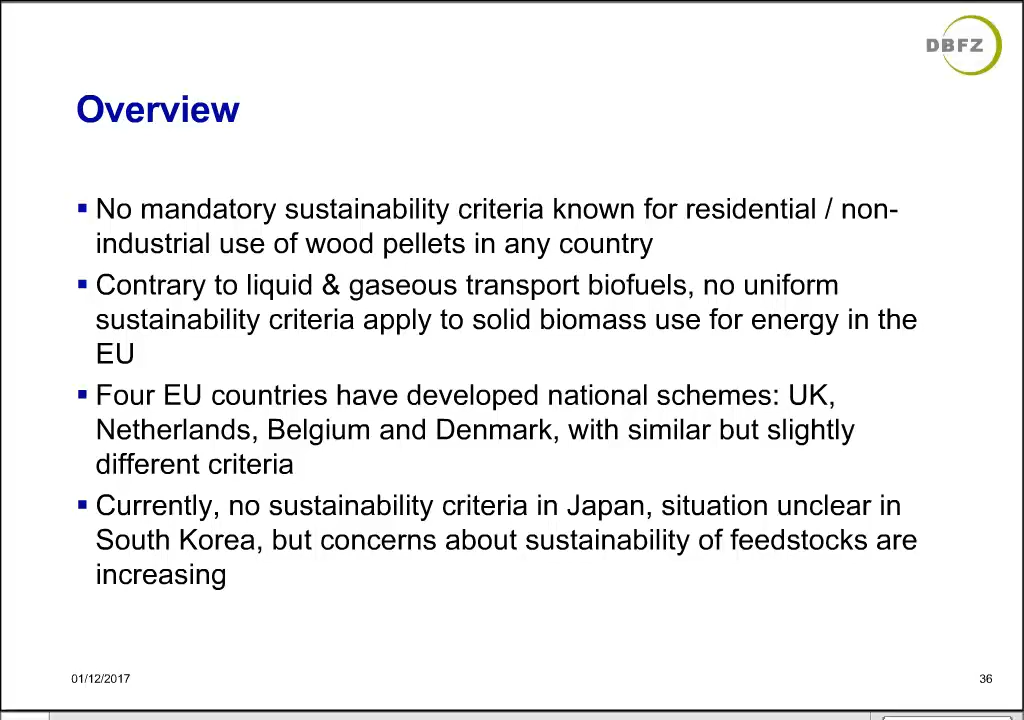 DBFZ
Overview
▪ No mandatory sustainability criteria known for residential / non-
industrial use of wood pellets in any country
▪ Contrary to liquid & gaseous transport biofuels, no uniform
sustainability criteria apply to solid biomass use for energy in the
EU
▪ Four EU countries have developed national schemes: UK,
Netherlands, Belgium and Denmark, with similar but slightly
different criteria
▪ Currently, no sustainability criteria in Japan, situation unclear in
South Korea, but concerns about sustainability of feedstocks are
increasing
01/12/2017
36